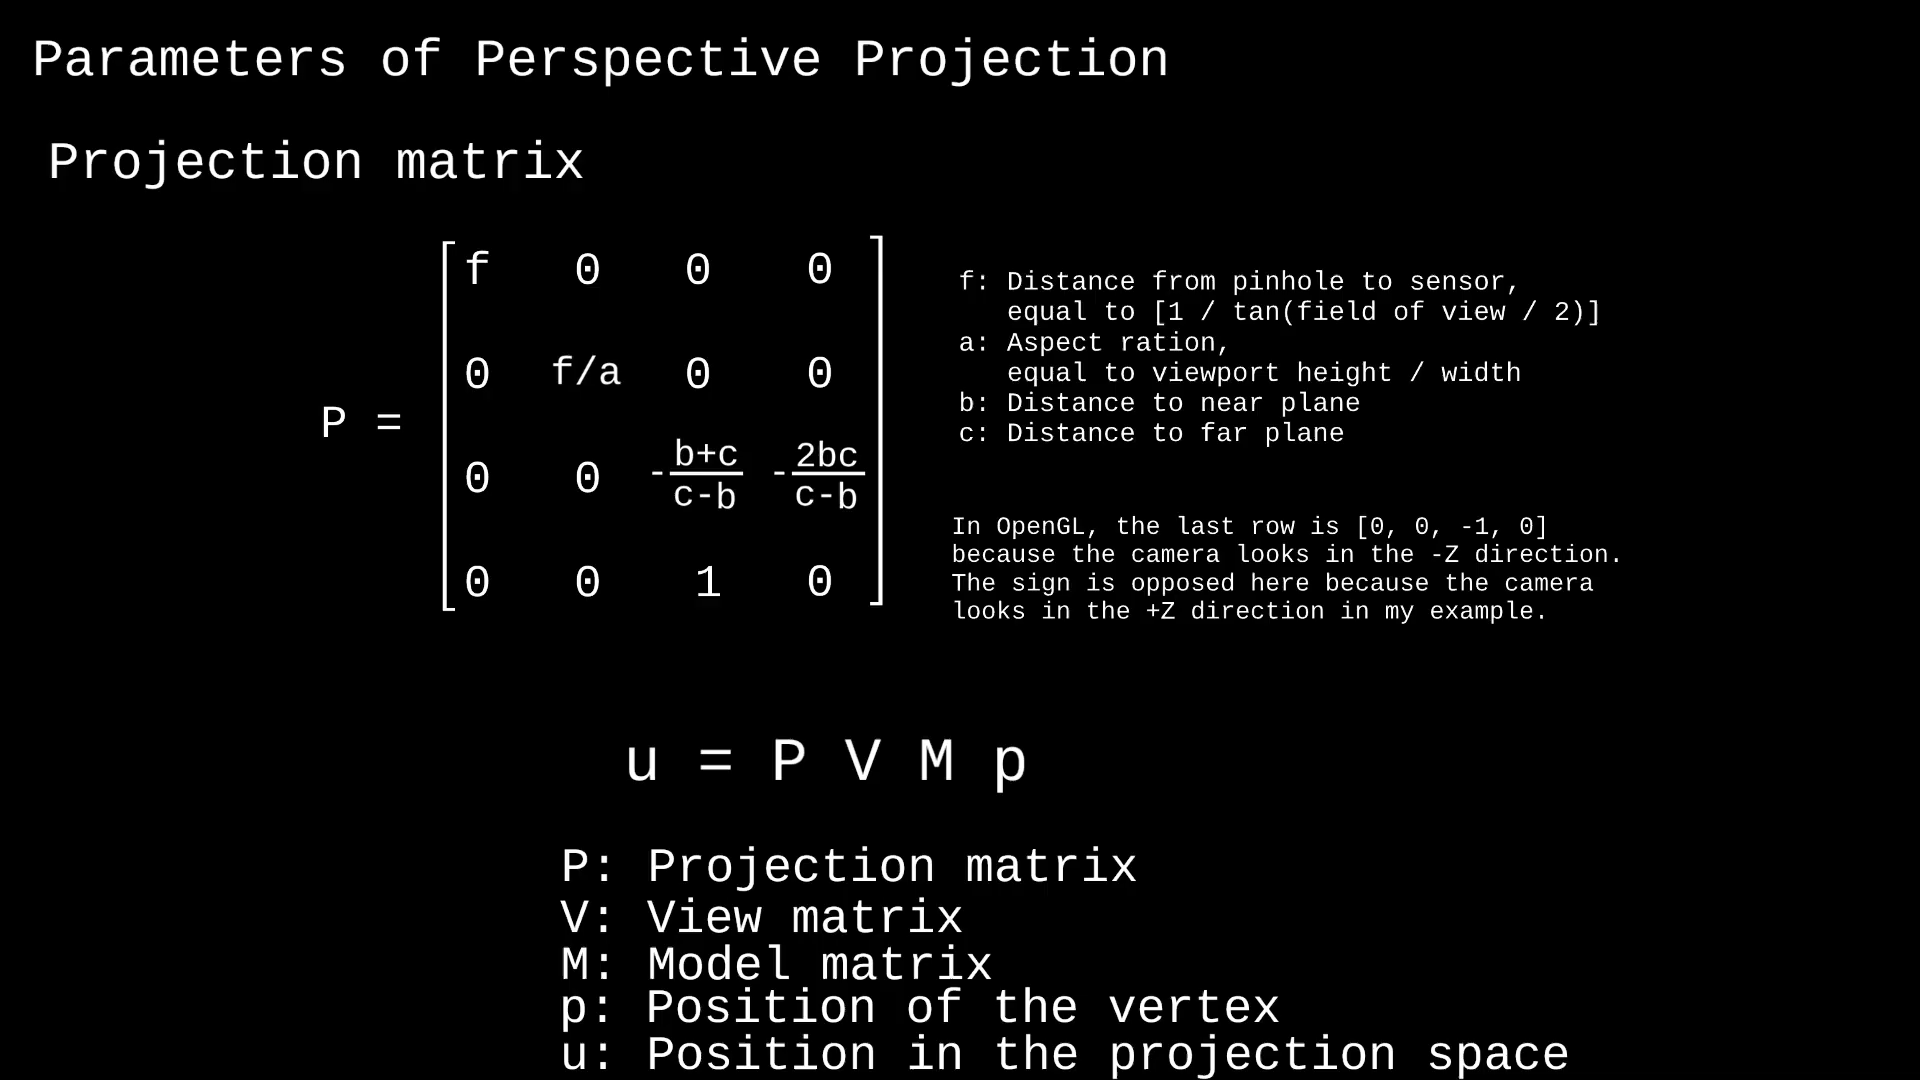 Parameters of Perspective Projection
Projection matrix
f 0 0 0
0 f/a 0 0
P =
0 0 -b+c/c-b -2bc/c-b
0 0 1 0
f: Distance from pinhole to sensor,
equal to [1 / tan(field of view / 2)]
a: Aspect ration,
equal to viewport height / width
b: Distance to near plane
c: Distance to far plane
In OpenGL, the last row is [0, 0, -1, 0]
because the camera looks in the -Z direction.
The sign is opposed here because the camera
looks in the +Z direction in my example.
u = P V M p
P: Projection matrix
V: View matrix
M: Model matrix
p: Position of the vertex
u: Position in the projection space